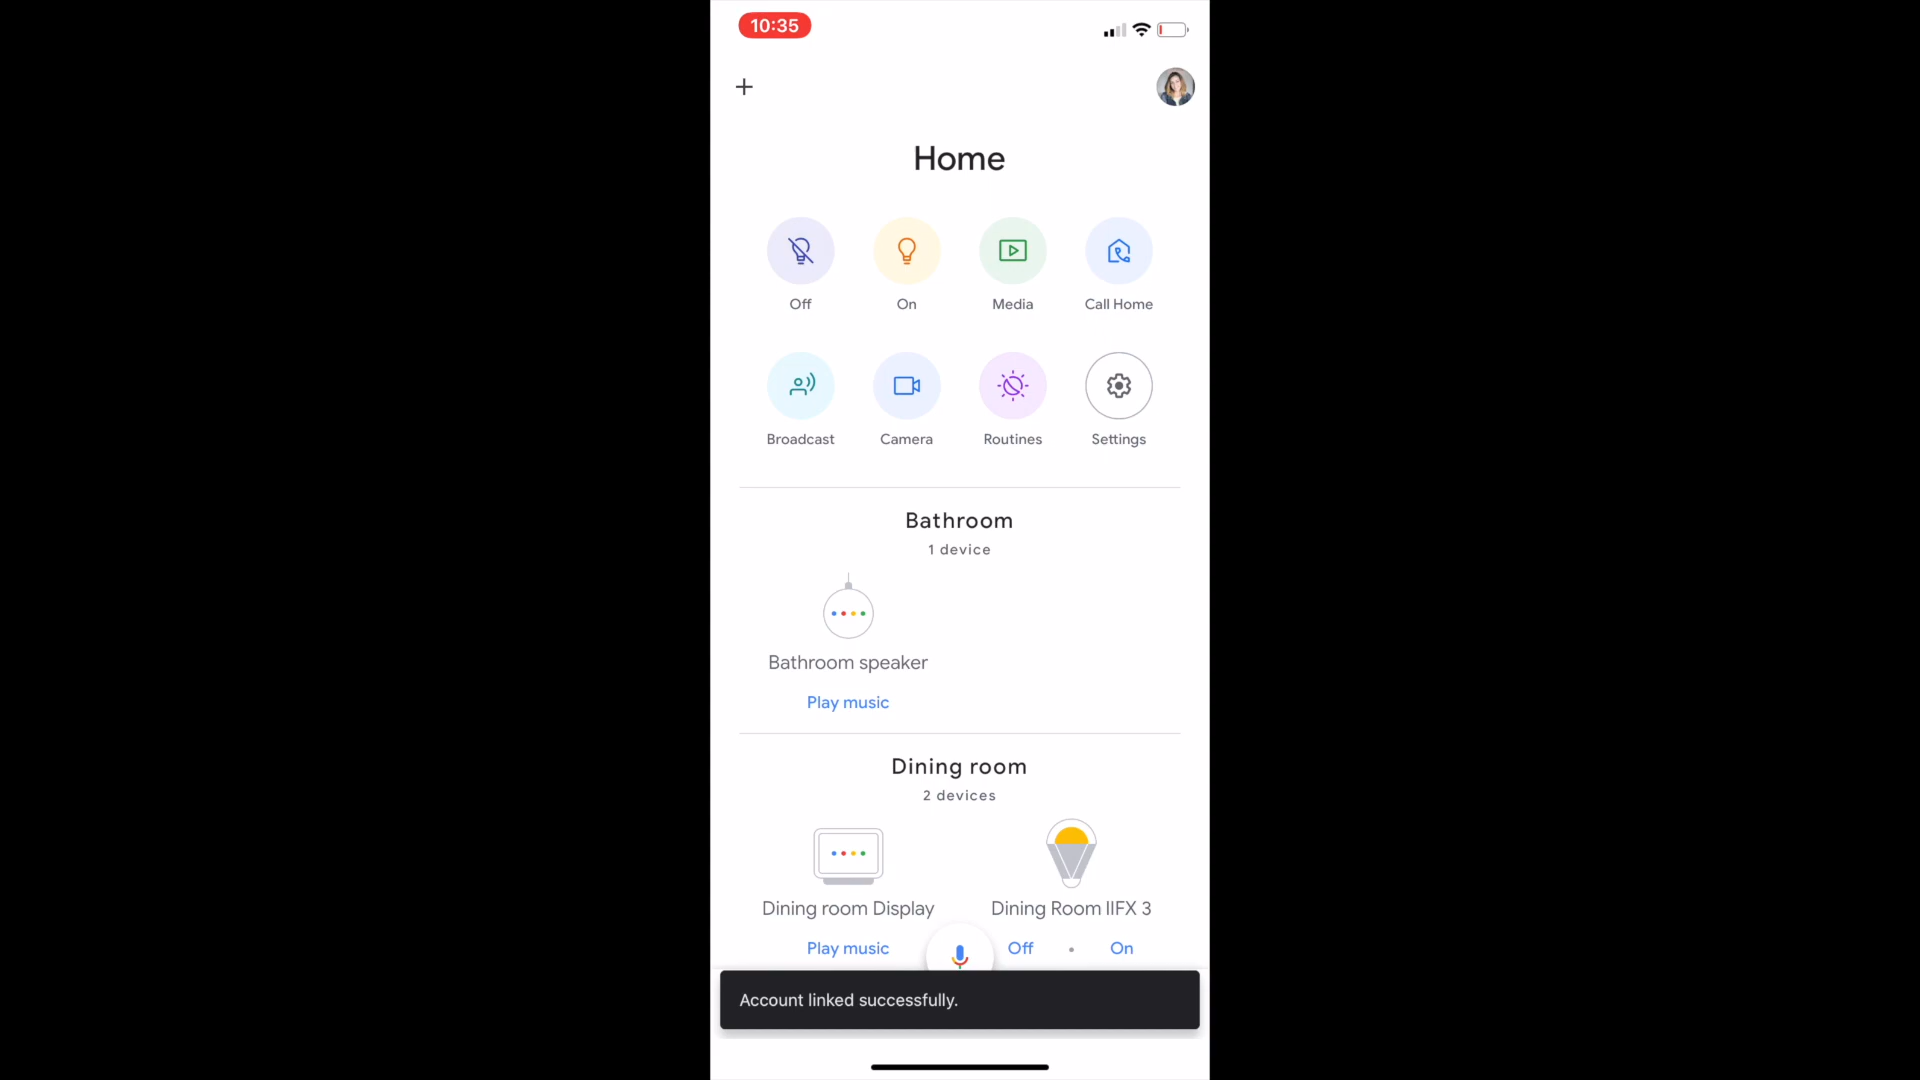 10:35
Home
Off
On
Media
Call Home
Broadcast
Camera
Routines
Settings
Bathroom
1 device
Bathroom speaker
Play music
Dining room
2 devices
Dining room Display
Dining Room lIFX 3
Play music
Off • On
Account linked successfully.